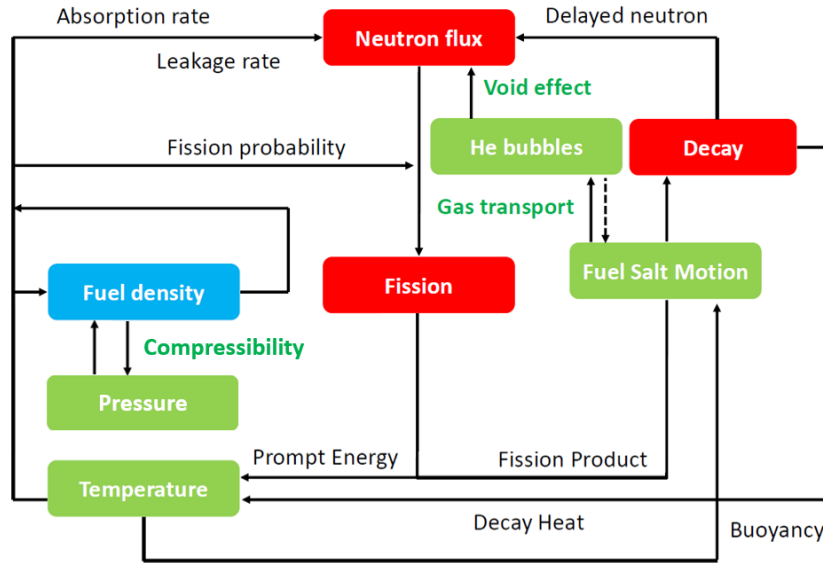 Absorption rate
Neutron flux
Delayed neutron
Leakage rate
Void effect
Fission probability
He bubbles
Decay
Gas transport
Fuel density
Fission
Fuel Salt Motion
Compressibility
Pressure
Prompt Energy
Fission Product
Temperature
Decay Heat
Buoyancy